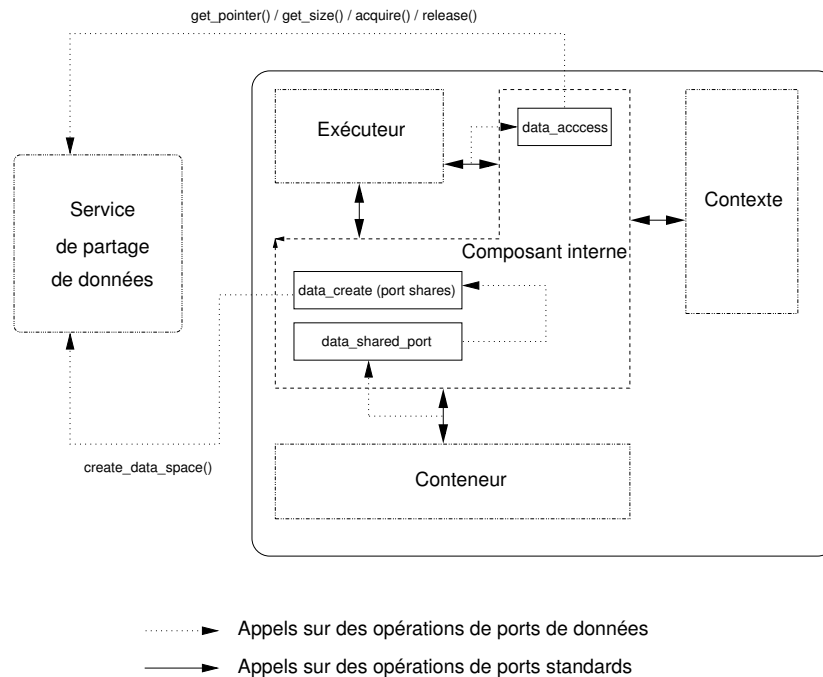 get_pointer() / get_size() / acquire() / release()
Exécuteur
data_acccess
Service
de partage
de données
Contexte
Composant interne
data_create (port shares)
data_shared_port
create_data_space()
Conteneur
Appels sur des opérations de ports de données
Appels sur des opérations de ports standards